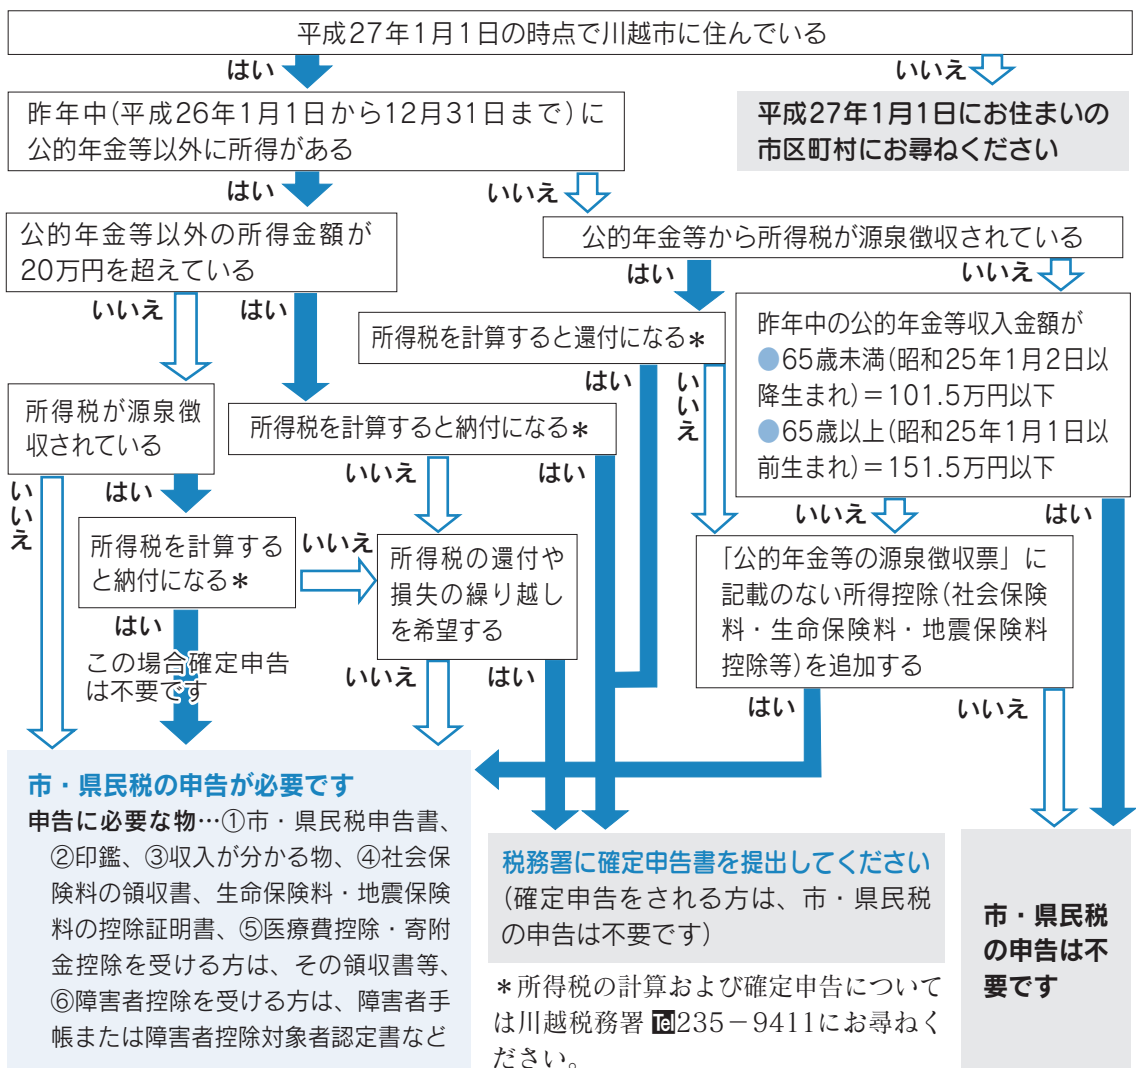 平成27年1月1日の時点で川越市に住んでいる
はい
いいえ
昨年中(平成26年1月1日から12月31日まで)に
公的年金等以外に所得がある
平成27年1月1日にお住まいの
市区町村にお尋ねください
はい
いいえ
公的年金等以外の所得金額が
20万円を超えている
公的年金等から所得税が源泉徴収されている
いいえ
はい
はい
いいえ
所得税を計算すると還付になる＊
昨年中の公的年金等収入金額が
●65歳未満(昭和25年1月2日以
降生まれ)＝101.5万円以下
●65歳以上(昭和25年1月1日以
前生まれ)＝151.5万円以下
はい
いいえ
所得税が源泉徴
収されている
所得税を計算すると納付になる＊
いいえ
はい
いいえ
はい
いいえ
はい
所得税を計算する
と納付になる＊
いいえ
所得税の還付や
損失の繰り越し
を希望する
「公的年金等の源泉徴収票」に
記載のない所得控除(社会保険
料・生命保険料・地震保険料
控除等)を追加する
はい
この場合確定申告
は不要です
いいえ
はい
はい
いいえ
市・県民税の申告が必要です
申告に必要な物…①市・県民税申告書、
②印鑑、③収入が分かる物、④社会保
険料の領収書、生命保険料・地震保険
料の控除証明書、⑤医療費控除・寄附
金控除を受ける方は、その領収書等、
⑥障害者控除を受ける方は、障害者手
帳または障害者控除対象者認定書など
税務署に確定申告書を提出してください
(確定申告をされる方は、市・県民税
の申告は不要です)
＊所得税の計算および確定申告について
は川越税務署 Tel235－9411にお尋ねく
ださい。
市・県民税
の申告は不
要です